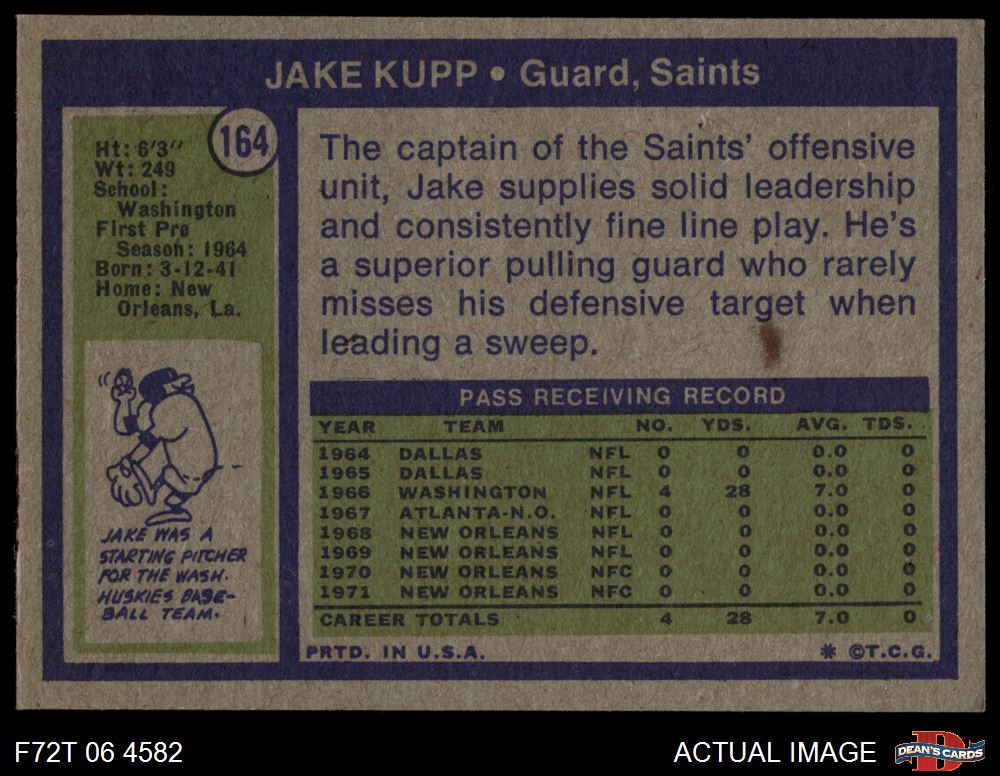 JAKE KUPP • Guard, Saints
164
Ht: 6'3''
Wt: 249
School:
Washington
First Pro
Season: 1964
Born: 3-12-41
Home: New
Orleans, La.
JAKE WAS A
STARTING PITCHER
FOR THE WASH.
HUSKIES BASE-
BALL TEAM.
The captain of the Saints' offensive
unit, Jake supplies solid leadership
and consistently fine line play. He's
a superior pulling guard who rarely
misses his defensive target when
leading a sweep.
PASS RECEIVING RECORD
YEAR TEAM NO. YDS. AVG. TDS.
1964 DALLAS NFL 0 0 0.0 0
1965 DALLAS NFL 0 0 0.0 0
1966 WASHINGTON NFL 4 28 7.0 0
1967 ATLANTA-N.O. NFL 0 0 0.0 0
1968 NEW ORLEANS NFL 0 0 0.0 0
1969 NEW ORLEANS NFL 0 0 0.0 0
1970 NEW ORLEANS NFC 0 0 0.0 0
1971 NEW ORLEANS NFC 0 0 0.0 0
CAREER TOTALS 4 28 7.0 0
PRTD. IN U.S.A. * ©T.C.G.
F72T 06 4582 ACTUAL IMAGE DEAN'S CARDS